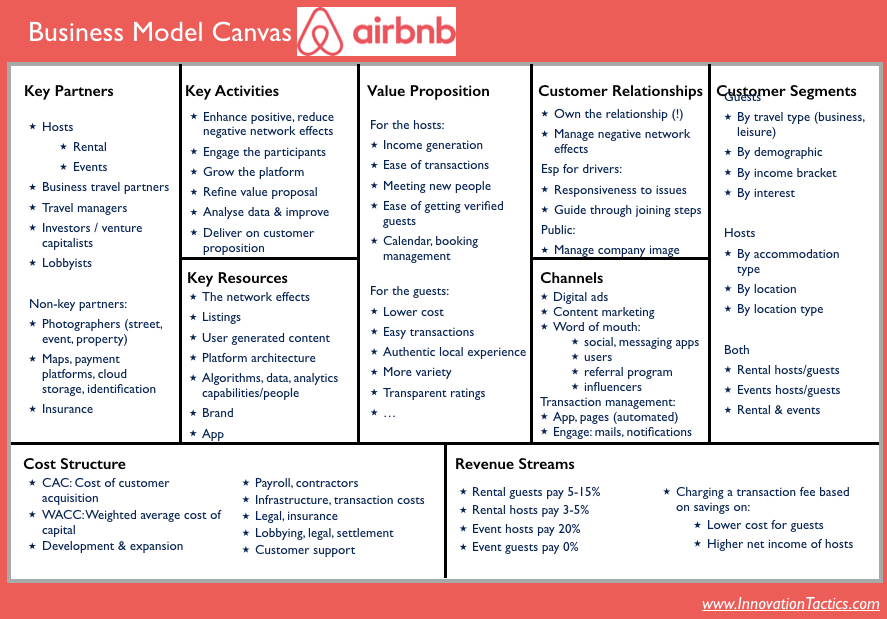 Business Model Canvas airbnb
Key Partners
★ Hosts
★ Rental
★ Events
★ Business travel partners
★ Travel managers
★ Investors / venture
capitalists
★ Lobbyists
Non-key partners:
★ Photographers (street,
event, property)
★ Maps, payment
platforms, cloud
storage, identification
★ Insurance
Key Activities
★ Enhance positive, reduce
negative network effects
★ Engage the participants
★ Grow the platform
★ Refine value proposal
★ Analyse data & improve
★ Deliver on customer
proposition
Key Resources
★ The network effects
★ Listings
★ User generated content
★ Platform architecture
★ Algorithms, data, analytics
capabilities/people
★ Brand
★ App
Value Proposition
For the hosts:
★ Income generation
★ Ease of transactions
★ Meeting new people
★ Ease of getting verified
guests
★ Calendar, booking
management
For the guests:
★ Lower cost
★ Easy transactions
★ Authentic local experience
★ More variety
★ Transparent ratings
★ …
Customer Relationships
★ Own the relationship (!)
★ Manage negative network
effects
Esp for drivers:
★ Responsiveness to issues
★ Guide through joining steps
Public:
★ Manage company image
Channels
★ Digital ads
★ Content marketing
★ Word of mouth:
★ social, messaging apps
★ users
★ referral program
★ influencers
Transaction management:
★ App, pages (automated)
★ Engage: mails, notifications
Customer Segments
Guests
★ By travel type (business,
leisure)
★ By demographic
★ By income bracket
★ By interest
Hosts
★ By accommodation
type
★ By location
★ By location type
Both
★ Rental hosts/guests
★ Events hosts/guests
★ Rental & events
Cost Structure
★ CAC: Cost of customer
acquisition
★ WACC: Weighted average cost of
capital
★ Development & expansion
★ Payroll, contractors
★ Infrastructure, transaction costs
★ Legal, insurance
★ Lobbying, legal, settlement
★ Customer support
Revenue Streams
★ Rental guests pay 5-15%
★ Rental hosts pay 3-5%
★ Event hosts pay 20%
★ Event guests pay 0%
★ Charging a transaction fee based
on savings on:
★ Lower cost for guests
★ Higher net income of hosts
www.InnovationTactics.com